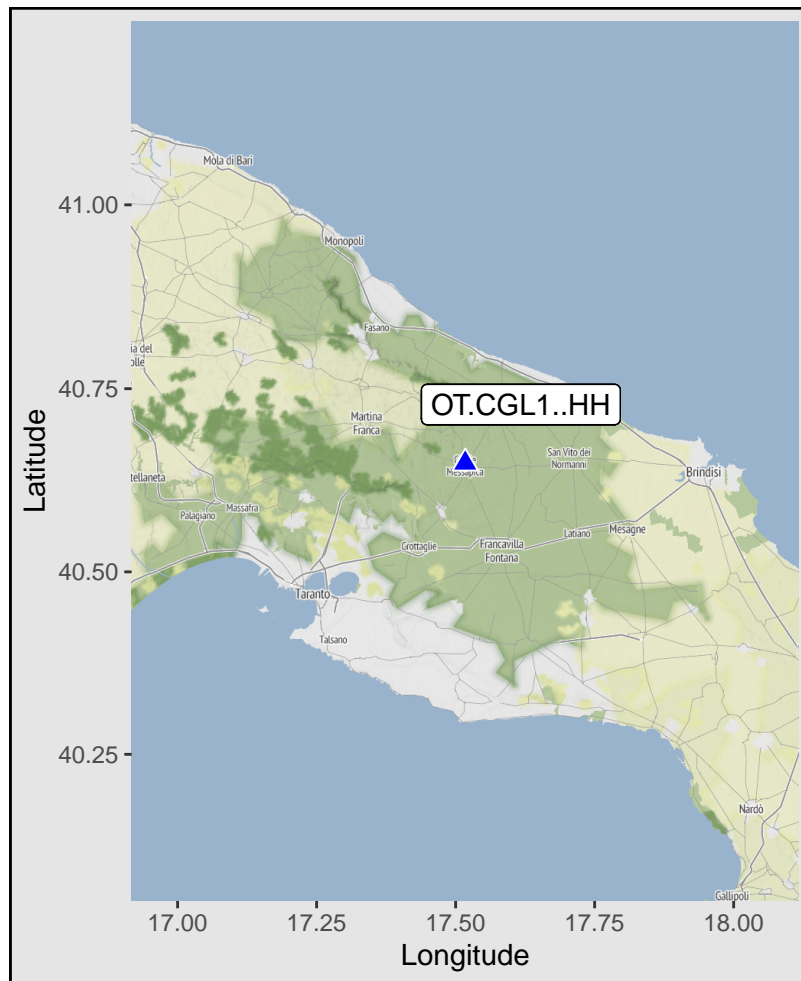 Mola di Bari
41.00
Monopoli
Fasano
40.75
OT.CGL1..HH
Martina
Franca
San Vito dei
Normanni
Messapica
Brindisi
Massafra
Palagiano
Mesagne
Latiano
Grottaglie
Francavilla
Fontana
40.50
Taranto
Talsano
40.25
Nardò
Gallipoli
17.00
17.25
17.50
17.75
18.00
Longitude
Latitude